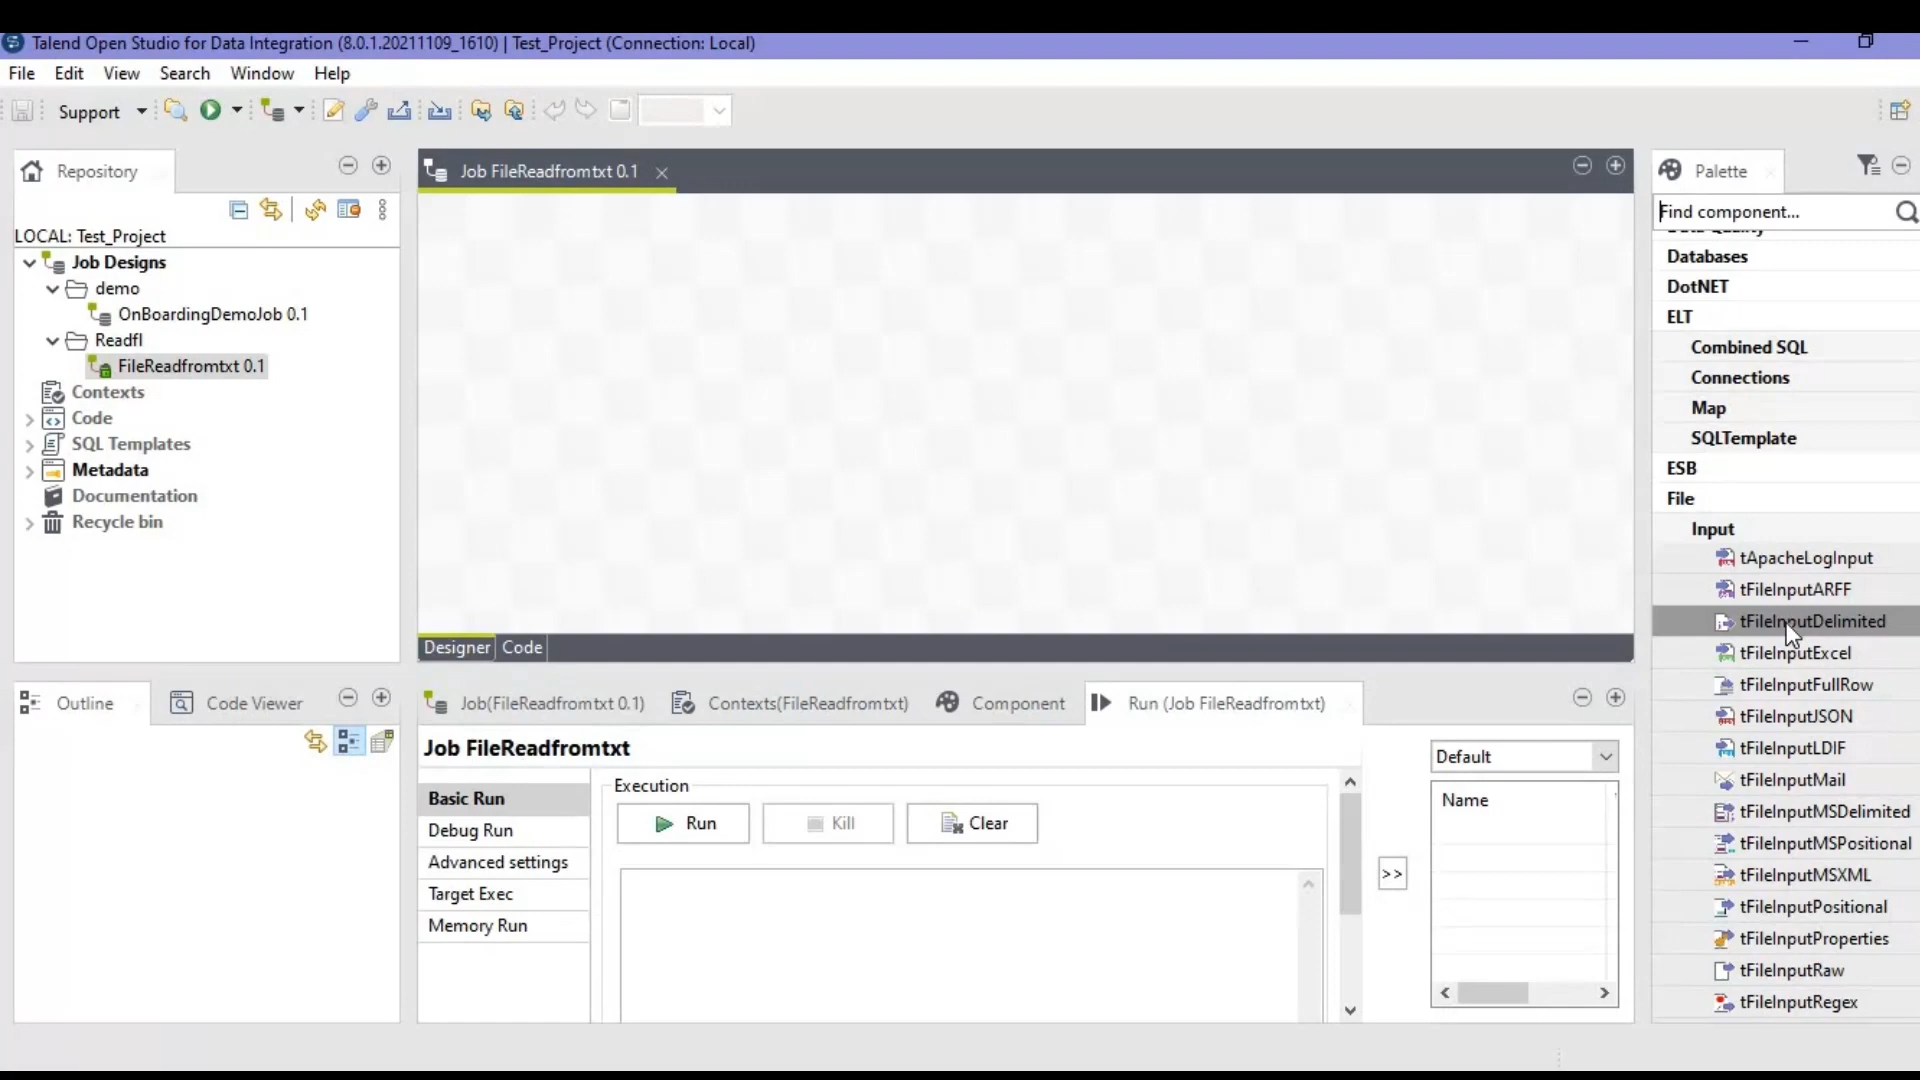 Talend Open Studio for Data Integration (8.0.1.20211109_1610) | Test_Project (Connection: Local)
File Edit View Search Window Help
Support
Repository
LOCAL: Test_Project
Job Designs
demo
OnBoardingDemoJob 0.1
Readfl
FileReadfromtxt 0.1
Contexts
Code
SQL Templates
Metadata
Documentation
Recycle bin
Job FileReadfromtxt 0.1
Designer Code
Palette
Find component...
Data Quality
Databases
DotNET
ELT
Combined SQL
Connections
Map
SQLTemplate
ESB
File
Input
tApacheLogInput
tFileInputARFF
tFileInputDelimited
tFileInputExcel
tFileInputFullRow
tFileInputJSON
tFileInputLDIF
tFileInputMail
tFileInputMSDelimited
tFileInputMSPositional
tFileInputMSXML
tFileInputPositional
tFileInputProperties
tFileInputRaw
tFileInputRegex
Outline Code Viewer
Job(FileReadfromtxt 0.1) Contexts(FileReadfromtxt) Component Run (Job FileReadfromtxt)
Job FileReadfromtxt
Basic Run
Debug Run
Advanced settings
Target Exec
Memory Run
Execution
Run Kill Clear
>>
Default
Name